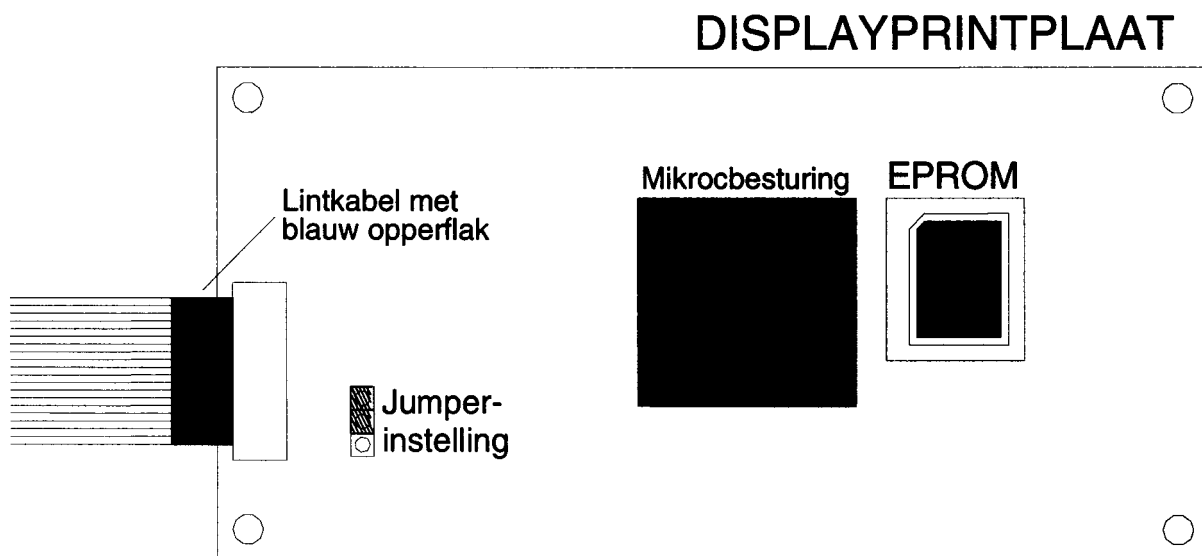 DISPLAYPRINTPLAAT
Mikrocbesturing
EPROM
Lintkabel met
blauw opperflak
Jumper-
instelling